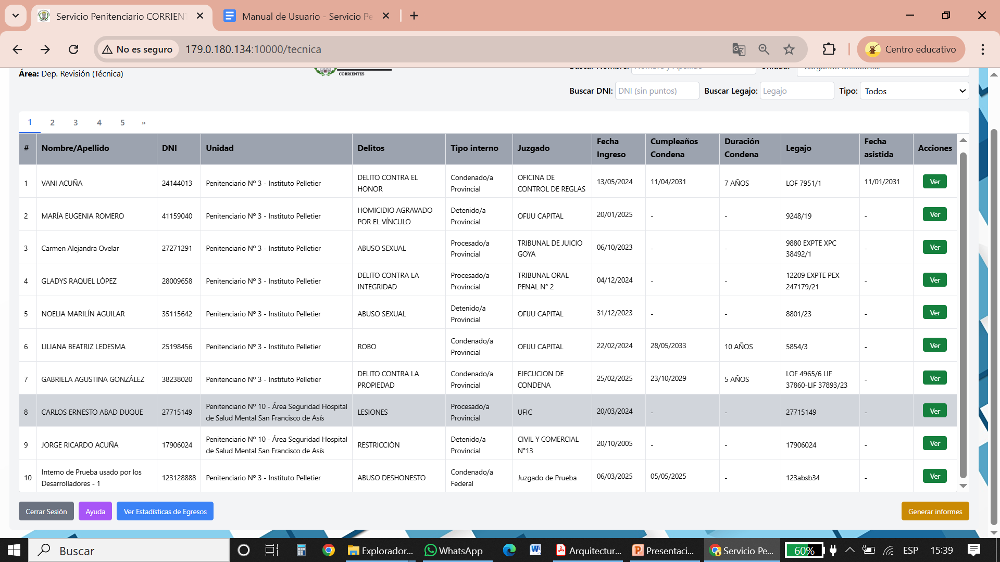 Servicio Penitenciario CORRIEN
Manual de Usuario - Servicio Pe
No es seguro
179.0.180.134:10000/tecnica
Centro educativo
Área: Dep. Revisión (Técnica)
CORRIENTES
Buscar Nombre: Nombre y Apellido Unidad: Cargando unidades...
Buscar DNI: DNI (sin puntos) Buscar Legajo: Legajo Tipo: Todos
1 2 3 4 5 »
# Nombre/Apellido DNI Unidad Delitos Tipo interno Juzgado Fecha Ingreso Cumpleaños Condena Duración Condena Legajo Fecha asistida Acciones
1 VANI ACUÑA 24144013 Penitenciario Nº 3 - Instituto Pelletier DELITO CONTRA EL HONOR Condenado/a Provincial OFICINA DE CONTROL DE REGLAS 13/05/2024 11/04/2031 7 AÑOS LOF 7951/1 11/01/2031 Ver
2 MARÍA EUGENIA ROMERO 41159040 Penitenciario Nº 3 - Instituto Pelletier HOMICIDIO AGRAVADO POR EL VÍNCULO Detenido/a Provincial OFIJU CAPITAL 20/01/2025 - - 9248/19 - Ver
3 Carmen Alejandra Ovelar 27271291 Penitenciario Nº 3 - Instituto Pelletier ABUSO SEXUAL Procesado/a Provincial TRIBUNAL DE JUICIO GOYA 06/10/2023 - - 9880 EXPTE XPC 38492/1 - Ver
4 GLADYS RAQUEL LÓPEZ 28009658 Penitenciario Nº 3 - Instituto Pelletier DELITO CONTRA LA INTEGRIDAD Procesado/a Provincial TRIBUNAL ORAL PENAL N° 2 04/12/2024 - - 12209 EXPTE PEX 247179/21 - Ver
5 NOELIA MARILÍN AGUILAR 35115642 Penitenciario Nº 3 - Instituto Pelletier ABUSO SEXUAL Detenido/a Provincial OFIJU CAPITAL 31/12/2023 - - 8801/23 - Ver
6 LILIANA BEATRIZ LEDESMA 25198456 Penitenciario Nº 3 - Instituto Pelletier ROBO Condenado/a Provincial OFIJU CAPITAL 22/02/2024 28/05/2033 10 AÑOS 5854/3 - Ver
7 GABRIELA AGUSTINA GONZÁLEZ 38238020 Penitenciario Nº 3 - Instituto Pelletier DELITO CONTRA LA PROPIEDAD Condenado/a Provincial EJECUCION DE CONDENA 25/02/2025 23/10/2029 5 AÑOS LOF 4965/6 LIF 37860-LIF 37893/23 - Ver
8 CARLOS ERNESTO ABAD DUQUE 27715149 Penitenciario Nº 10 - Área Seguridad Hospital de Salud Mental San Francisco de Asís LESIONES Procesado/a Provincial UFIC 20/03/2024 - - 27715149 - Ver
9 JORGE RICARDO ACUÑA 17906024 Penitenciario Nº 10 - Área Seguridad Hospital de Salud Mental San Francisco de Asís RESTRICCIÓN Detenido/a Provincial CIVIL Y COMERCIAL N°13 20/10/2005 - - 17906024 - Ver
10 Interno de Prueba usado por los Desarrolladores - 1 123128888 Penitenciario Nº 3 - Instituto Pelletier ABUSO DESHONESTO Condenado/a Federal Juzgado de Prueba 06/03/2025 05/05/2025 - 123absb34 - Ver
Cerrar Sesión Ayuda Ver Estadísticas de Egresos Generar informes
Buscar Explorador... WhatsApp Arquitectur... Presentaci... Servicio Pe... 60% ESP 15:39